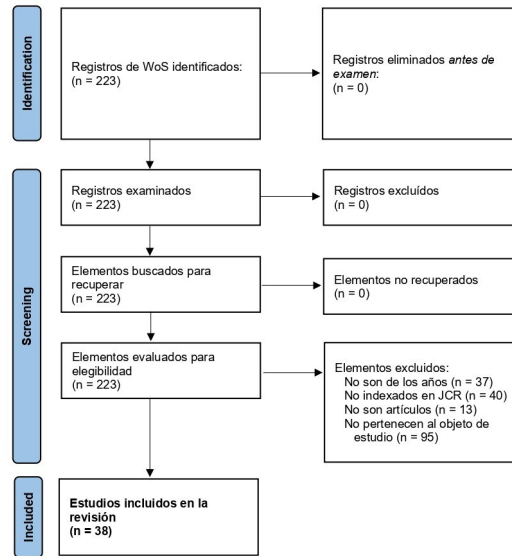 Identification
Registros de WoS identificados:
(n = 223)
Registros eliminados antes de
examen:
(n = 0)
Screening
Registros examinados
(n = 223)
Registros excluídos
(n = 0)
Elementos buscados para
recuperar
(n = 223)
Elementos no recuperados
(n = 0)
Elementos evaluados para
elegibilidad
(n = 223)
Elementos excluidos:
No son de los años (n = 37)
No indexados en JCR (n = 40)
No son artículos (n = 13)
No pertenecen al objeto de
estudio (n = 95)
Included
Estudios incluidos en la
revisión
(n = 38)